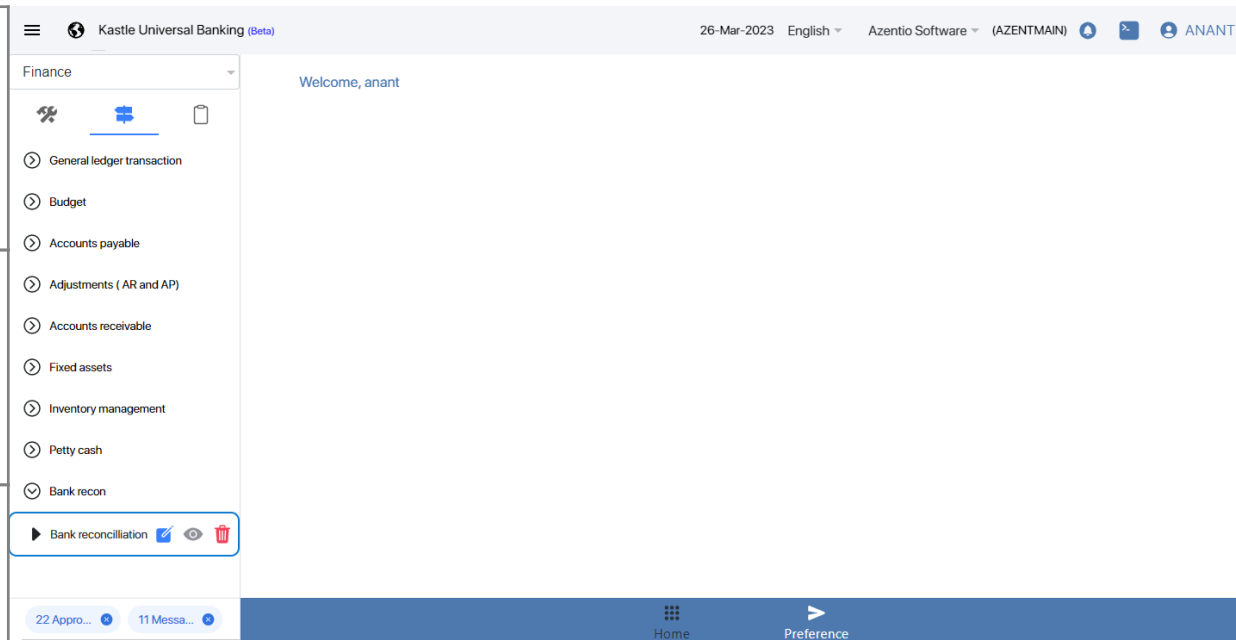 Kastle Universal Banking (Beta)
26-Mar-2023 English Azentio Software (AZENTMAIN) ANANT
Finance
Welcome, anant
General ledger transaction
Budget
Accounts payable
Adjustments ( AR and AP)
Accounts receivable
Fixed assets
Inventory management
Petty cash
Bank recon
Bank reconcilliation
22 Appro... 11 Messa...
Home Preference